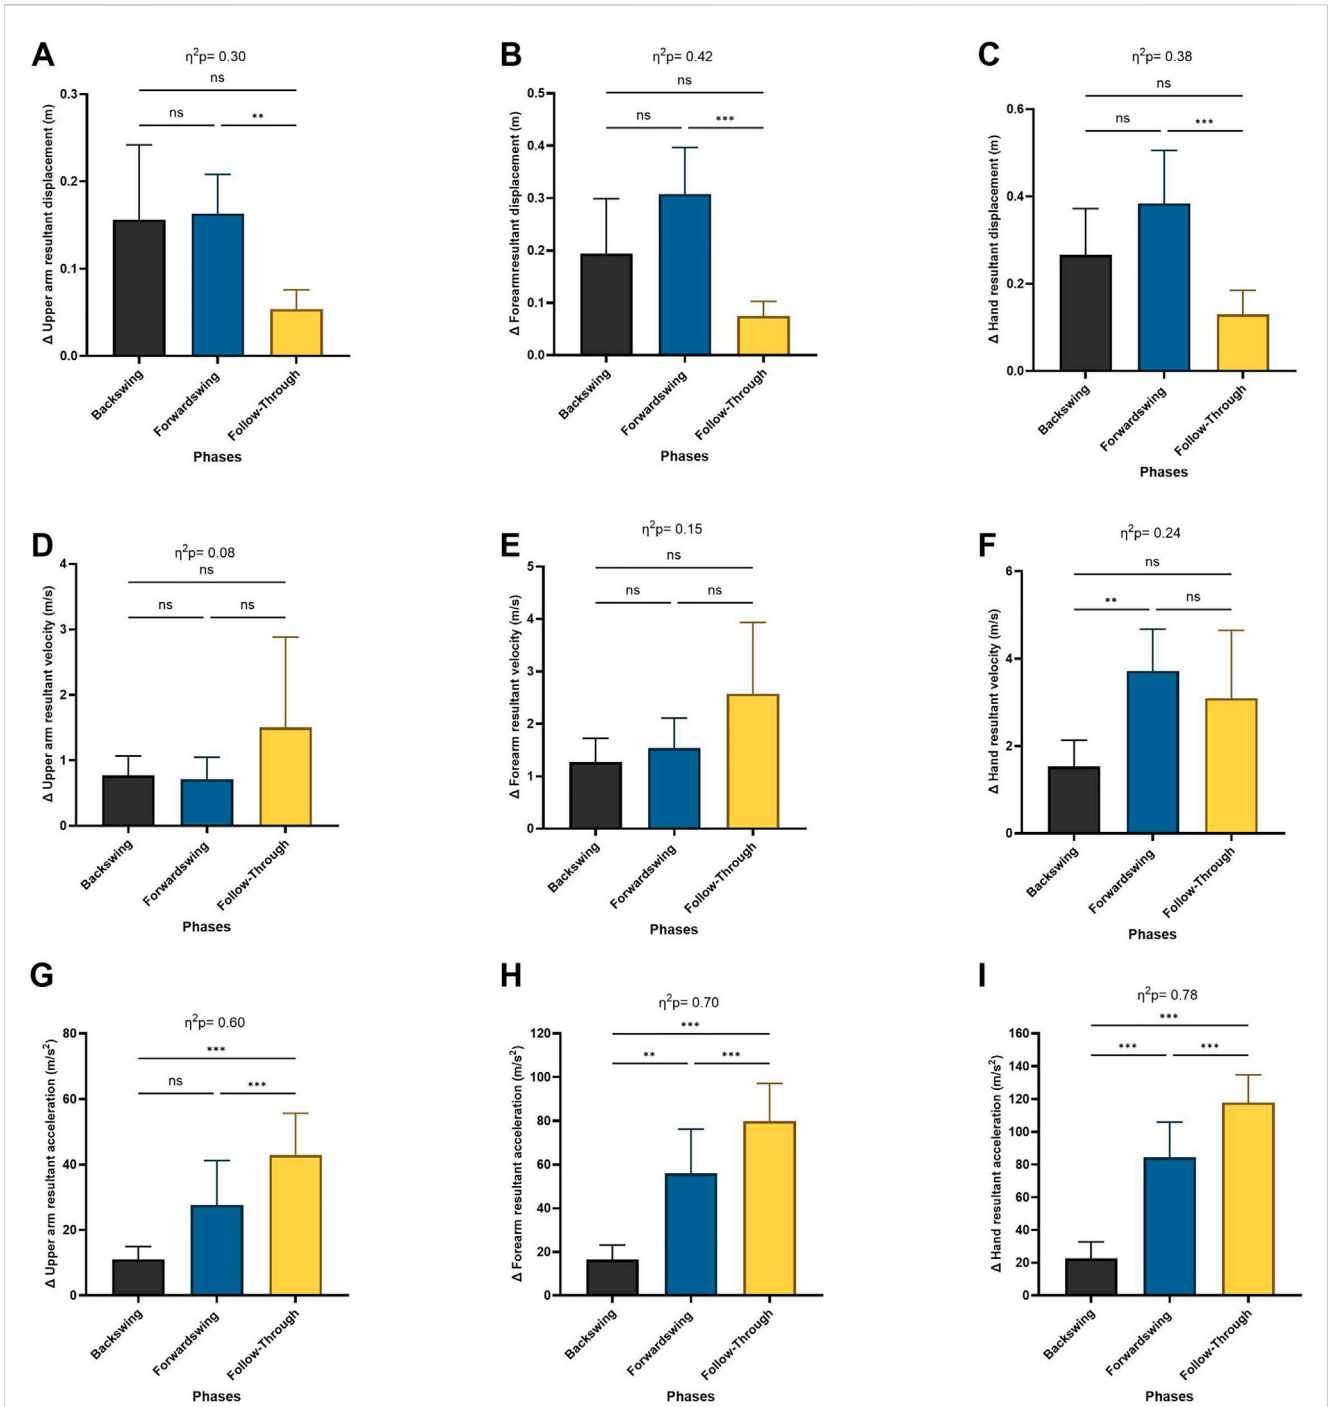 A
η²p= 0.30
ns
ns
**
Δ Upper arm resultant displacement (m)
0.3
0.2
0.1
0.0
Backswing
Forwardswing
Follow-Through
Phases
B
η²p= 0.42
ns
ns
***
Δ Forearmresultant displacement (m)
0.5
0.4
0.3
0.2
0.1
0.0
Backswing
Forwardswing
Follow-Through
Phases
C
η²p= 0.38
ns
ns
***
Δ Hand resultant displacement (m)
0.6
0.4
0.2
0.0
Backswing
Forwardswing
Follow-Through
Phases
D
η²p= 0.08
ns
ns
ns
Δ Upper arm resultant velocity (m/s)
4
3
2
1
0
Backswing
Forwardswing
Follow-Through
Phases
E
η²p= 0.15
ns
ns
ns
Δ Forearm resultant velocity (m/s)
5
4
3
2
1
0
Backswing
Forwardswing
Follow-Through
Phases
F
η²p= 0.24
ns
**
ns
Δ Hand resultant velocity (m/s)
6
4
2
0
Backswing
Forwardswing
Follow-Through
Phases
G
η²p= 0.60
***
ns
***
Δ Upper arm resultant acceleration (m/s²)
80
60
40
20
0
Backswing
Forwardswing
Follow-Through
Phases
H
η²p= 0.70
***
**
***
Δ Forearm resultant acceleration (m/s²)
120
100
80
60
40
20
0
Backswing
Forwardswing
Follow-Through
Phases
I
η²p= 0.78
***
***
***
Δ Hand resultant acceleration (m/s²)
160
140
120
100
80
60
40
20
0
Backswing
Forwardswing
Follow-Through
Phases